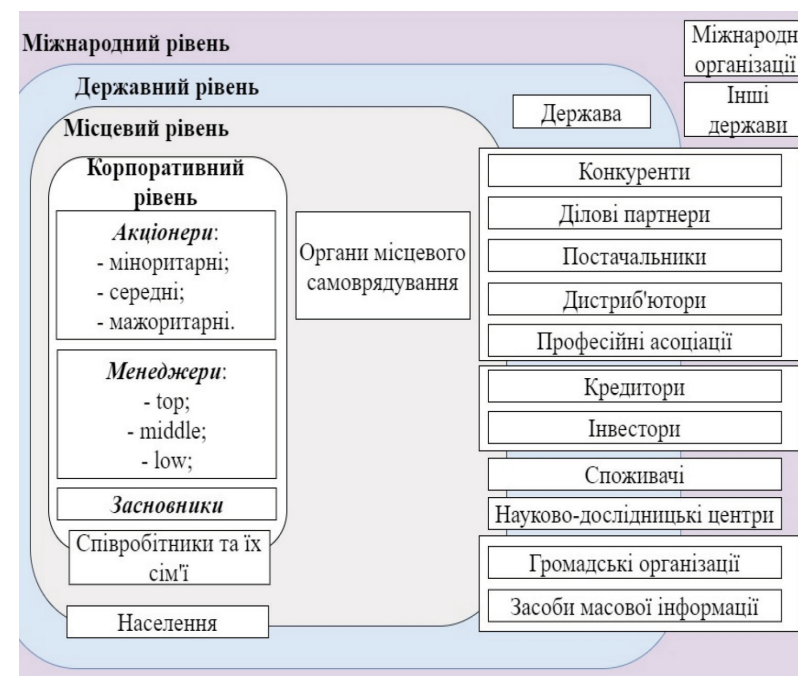 Міжнародний рівень
Державний рівень
Місцевий рівень
Корпоративний
рівень
Акціонери:
- міноритарні;
- середні;
- мажоритарні.
Менеджери:
- top;
- middle;
- low;
Засновники
Співробітники та їх
сім'ї
Населення
Органи місцевого
самоврядування
Держава
Міжнародн
організації
Інші
держави
Конкуренти
Ділові партнери
Постачальники
Дистриб'ютори
Професійні асоціації
Кредитори
Інвестори
Споживачі
Науково-дослідницькі центри
Громадські організації
Засоби масової інформації